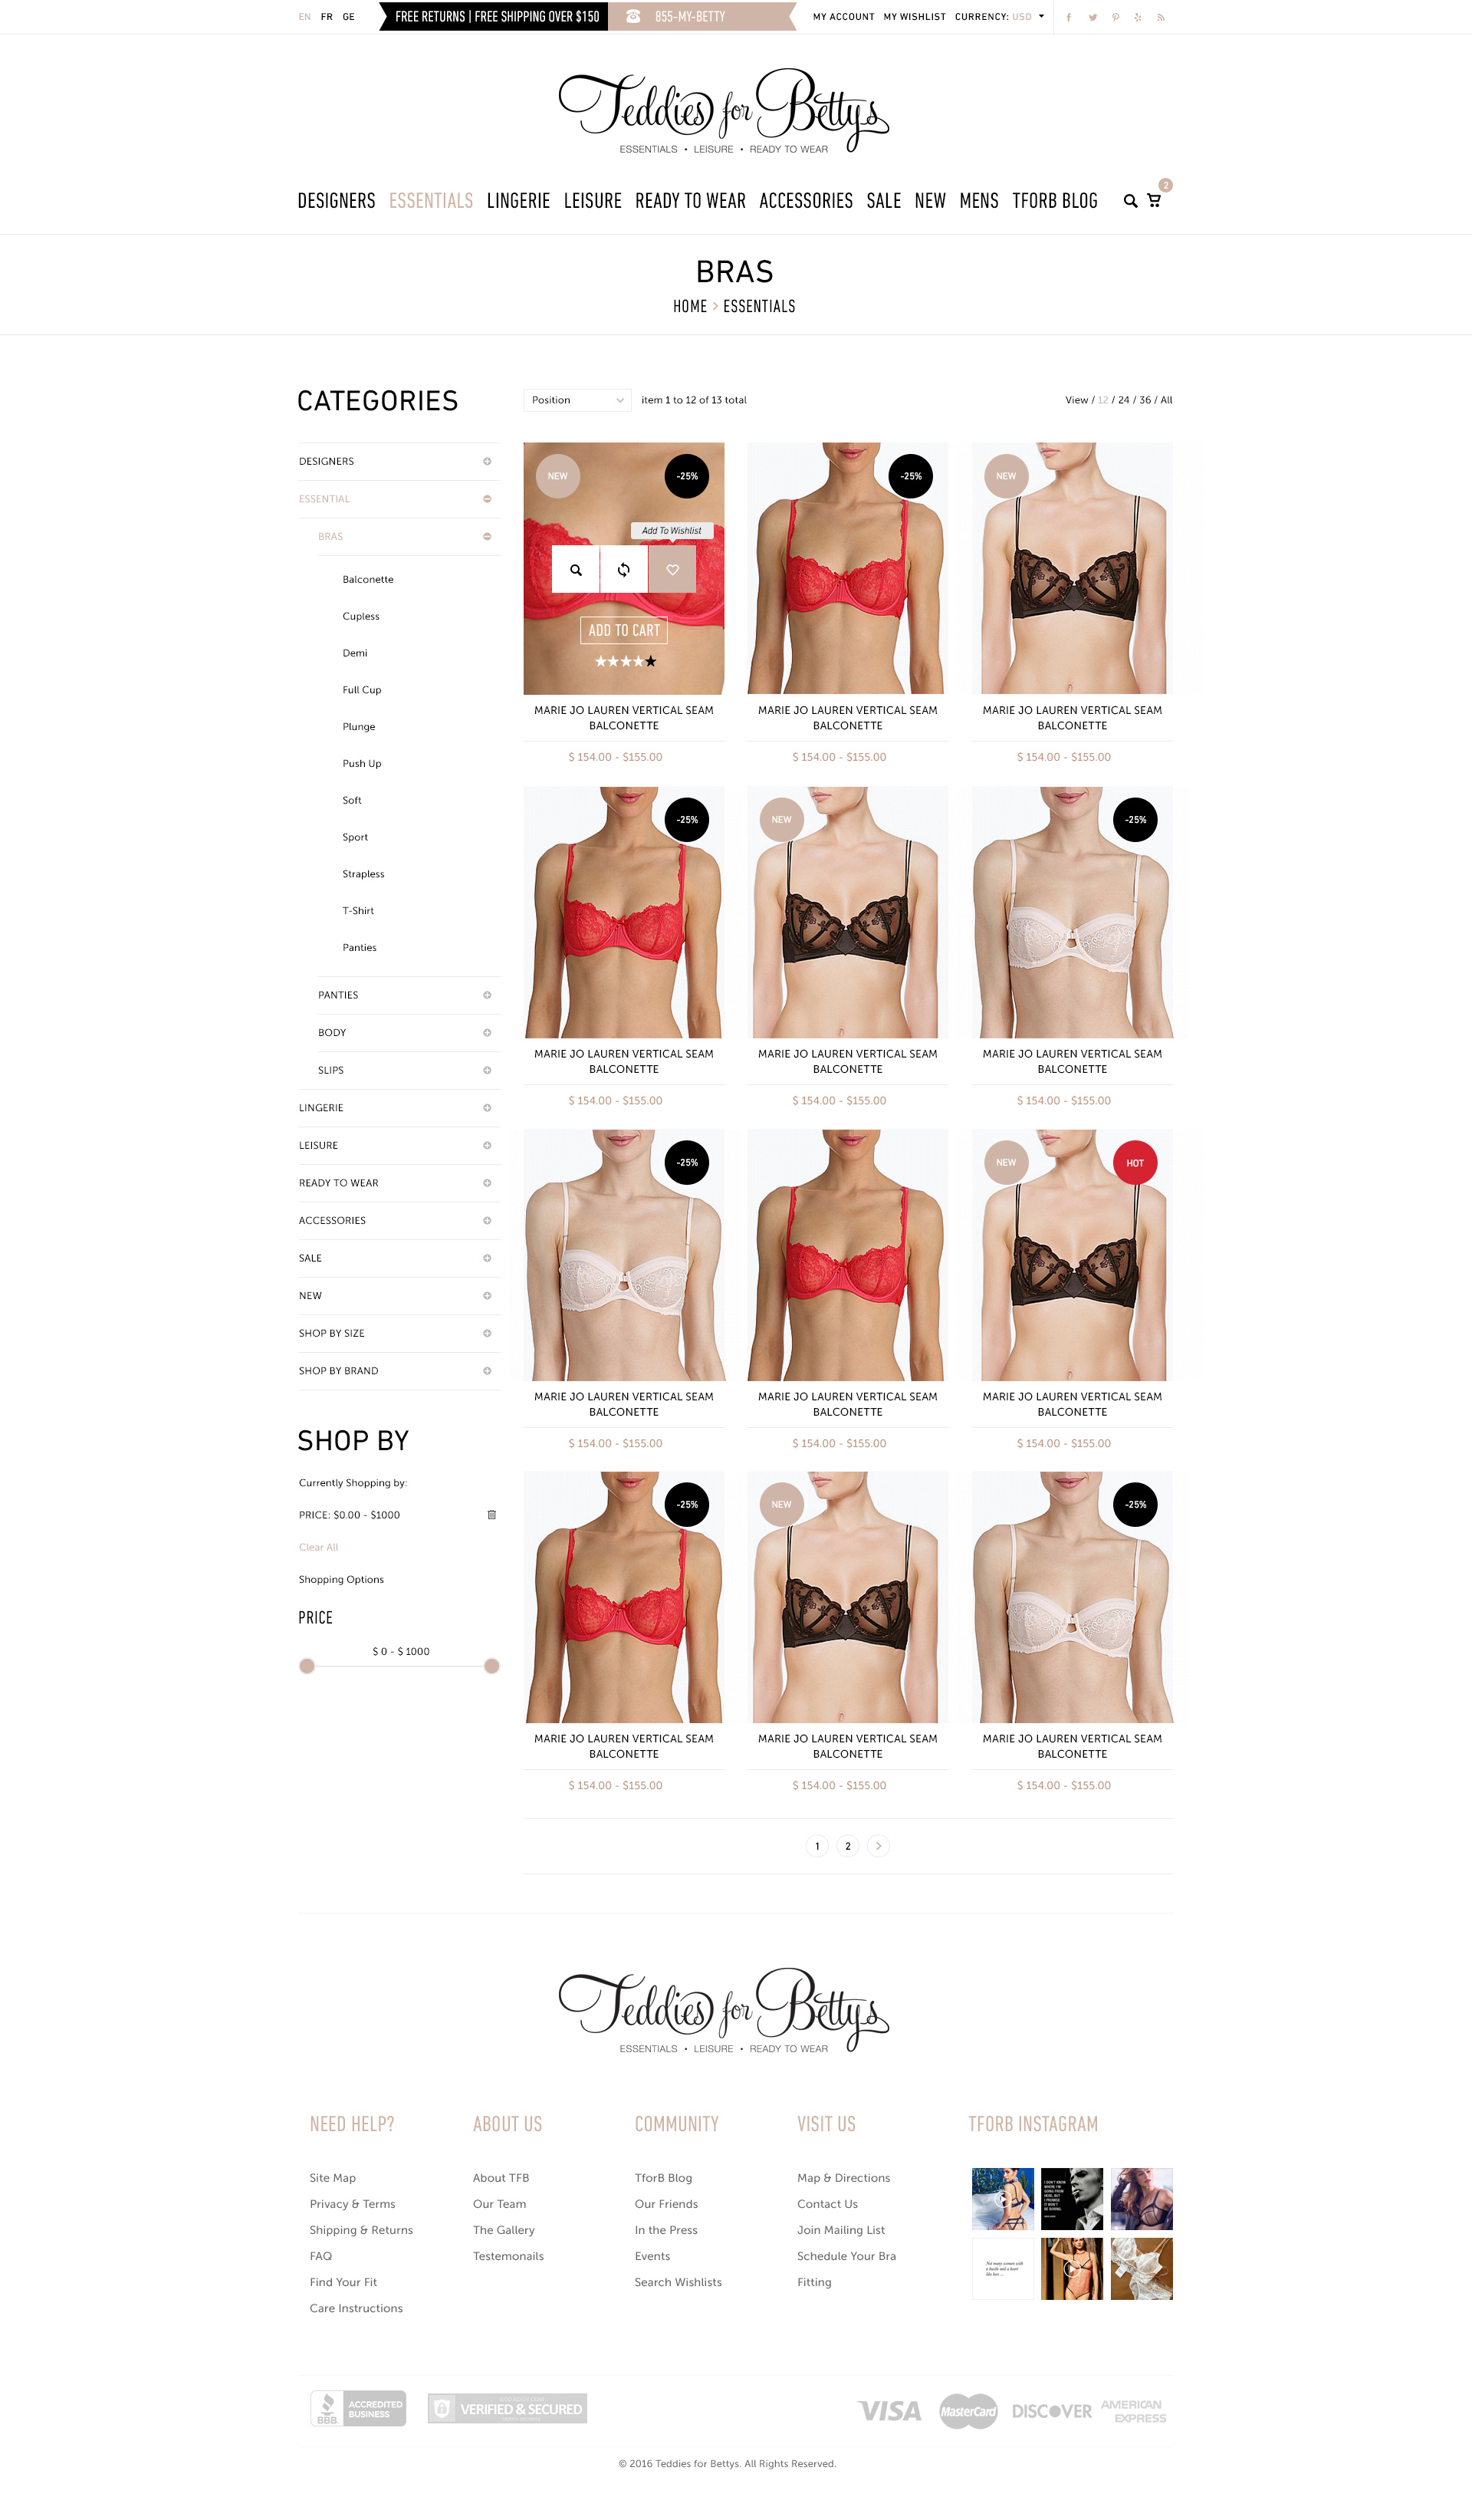 EN FR GE
FREE RETURNS | FREE SHIPPING OVER $150
855-MY-BETTY
MY ACCOUNT MY WISHLIST CURRENCY: USD
Teddies for Bettys
ESSENTIALS • LEISURE • READY TO WEAR
DESIGNERS ESSENTIALS LINGERIE LEISURE READY TO WEAR ACCESSORIES SALE NEW MENS TFORB BLOG
2
BRAS
HOME > ESSENTIALS
CATEGORIES
DESIGNERS
ESSENTIAL
BRAS
Balconette
Cupless
Demi
Full Cup
Plunge
Push Up
Soft
Sport
Strapless
T-Shirt
Panties
PANTIES
BODY
SLIPS
LINGERIE
LEISURE
READY TO WEAR
ACCESSORIES
SALE
NEW
SHOP BY SIZE
SHOP BY BRAND
SHOP BY
Currently Shopping by:
PRICE: $0.00 - $1000
Clear All
Shopping Options
PRICE
$ 0 - $ 1000
Position
item 1 to 12 of 13 total
View / 12 / 24 / 36 / All
NEW
-25%
Add To Wishlist
ADD TO CART
MARIE JO LAUREN VERTICAL SEAM
BALCONETTE
$ 154.00 - $155.00
-25%
MARIE JO LAUREN VERTICAL SEAM
BALCONETTE
$ 154.00 - $155.00
NEW
MARIE JO LAUREN VERTICAL SEAM
BALCONETTE
$ 154.00 - $155.00
-25%
MARIE JO LAUREN VERTICAL SEAM
BALCONETTE
$ 154.00 - $155.00
NEW
MARIE JO LAUREN VERTICAL SEAM
BALCONETTE
$ 154.00 - $155.00
-25%
MARIE JO LAUREN VERTICAL SEAM
BALCONETTE
$ 154.00 - $155.00
-25%
MARIE JO LAUREN VERTICAL SEAM
BALCONETTE
$ 154.00 - $155.00
MARIE JO LAUREN VERTICAL SEAM
BALCONETTE
$ 154.00 - $155.00
NEW
HOT
MARIE JO LAUREN VERTICAL SEAM
BALCONETTE
$ 154.00 - $155.00
-25%
MARIE JO LAUREN VERTICAL SEAM
BALCONETTE
$ 154.00 - $155.00
NEW
MARIE JO LAUREN VERTICAL SEAM
BALCONETTE
$ 154.00 - $155.00
-25%
MARIE JO LAUREN VERTICAL SEAM
BALCONETTE
$ 154.00 - $155.00
1 2 >
Teddies for Bettys
ESSENTIALS • LEISURE • READY TO WEAR
NEED HELP?
Site Map
Privacy & Terms
Shipping & Returns
FAQ
Find Your Fit
Care Instructions
ABOUT US
About TFB
Our Team
The Gallery
Testemonails
COMMUNITY
TforB Blog
Our Friends
In the Press
Events
Search Wishlists
VISIT US
Map & Directions
Contact Us
Join Mailing List
Schedule Your Bra
Fitting
TFORB INSTAGRAM
I DON'T KNOW
WHERE I'M
GOING FROM
HERE, BUT
I PROMISE
IT WON'T
BE BORING.
BBB
ACCREDITED
BUSINESS
VERIFIED & SECURED
VISA
MasterCard
DISCOVER
AMERICAN
EXPRESS
© 2016 Teddies for Bettys. All Rights Reserved.